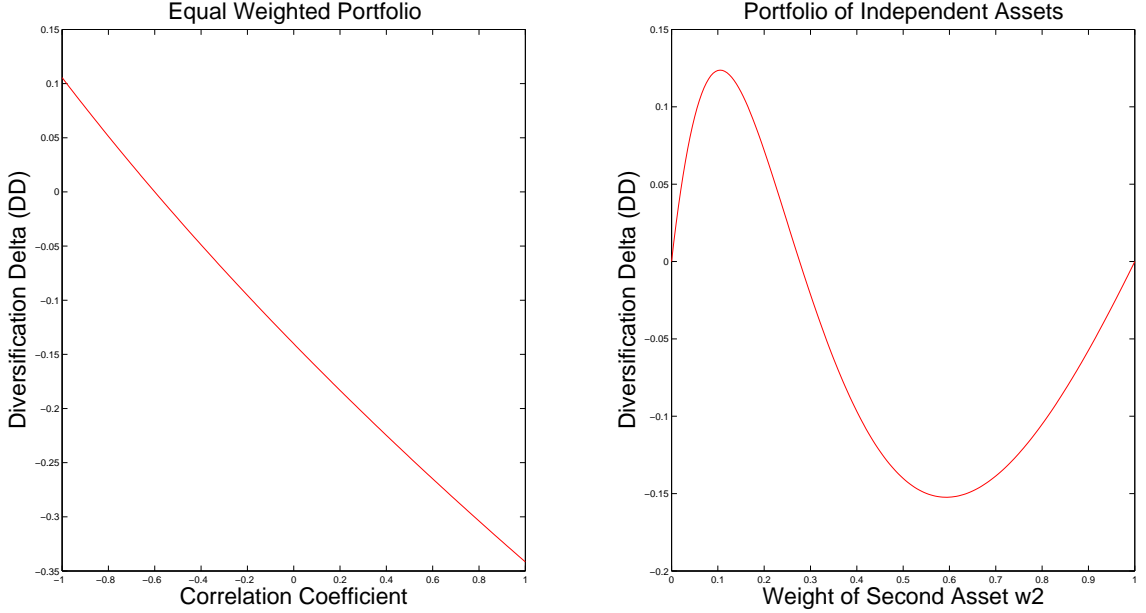 Equal Weighted Portfolio
0.15
0.1
0.05
0
−0.05
−0.1
−0.15
−0.2
−0.25
−0.3
−0.35
Diversification Delta (DD)
−1 −0.8 −0.6 −0.4 −0.2 0 0.2 0.4 0.6 0.8 1
Correlation Coefficient
Portfolio of Independent Assets
0.15
0.1
0.05
0
−0.05
−0.1
−0.15
−0.2
Diversification Delta (DD)
0 0.1 0.2 0.3 0.4 0.5 0.6 0.7 0.8 0.9 1
Weight of Second Asset w2